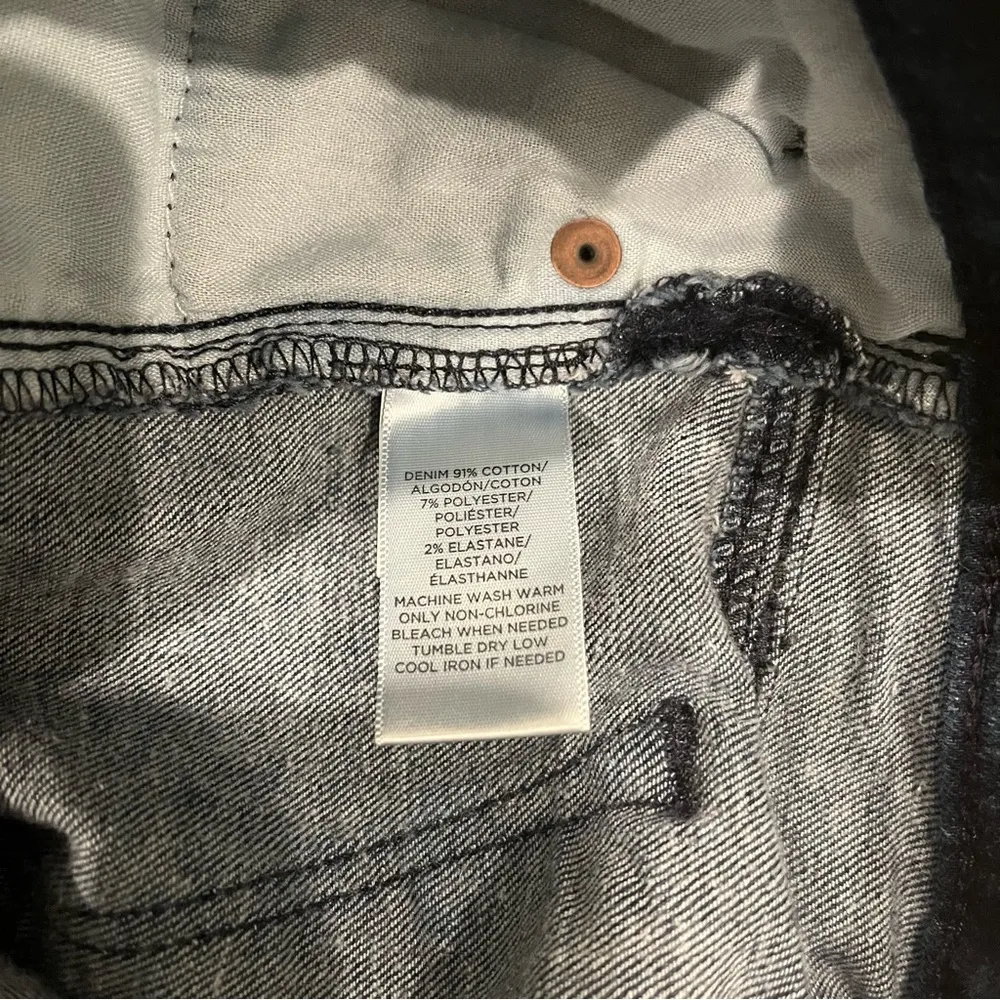 DENIM 91% COTTON/
ALGODÓN/COTON
7% POLYESTER/
POLIÉSTER/
POLYESTER
2% ELASTANE/
ELASTANO/
ÉLASTHANNE
MACHINE WASH WARM
ONLY NON-CHLORINE
BLEACH WHEN NEEDED
TUMBLE DRY LOW
COOL IRON IF NEEDED